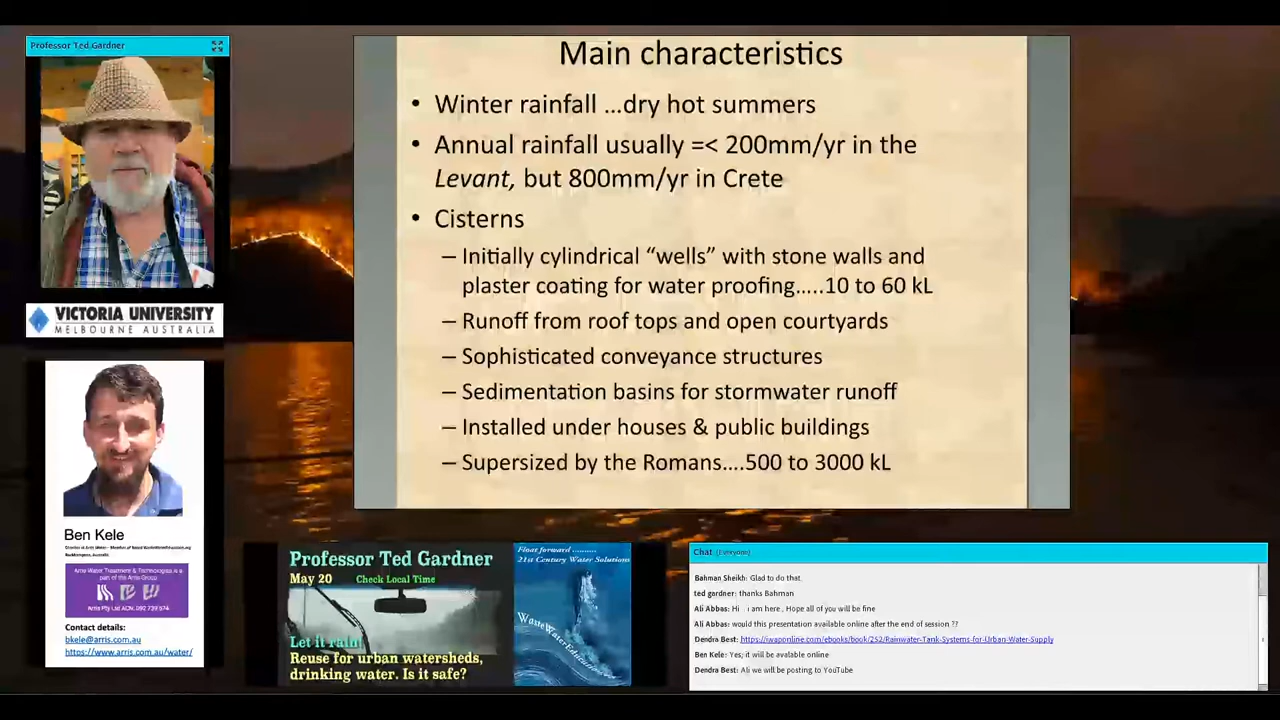 Professor Ted Gardner
VICTORIA UNIVERSITY
MELBOURNE AUSTRALIA
Ben Kele
Contact details:
bkele@arris.com.au
https://www.arris.com.au/water/
Main characteristics
• Winter rainfall ...dry hot summers
• Annual rainfall usually =< 200mm/yr in the
Levant, but 800mm/yr in Crete
• Cisterns
– Initially cylindrical “wells” with stone walls and
plaster coating for water proofing.....10 to 60 kL
– Runoff from roof tops and open courtyards
– Sophisticated conveyance structures
– Sedimentation basins for stormwater runoff
– Installed under houses & public buildings
– Supersized by the Romans....500 to 3000 kL
Professor Ted Gardner
May 20 Check Local Time
Let it rain!
Reuse for urban watersheds,
drinking water. Is it safe?
Float forward ..........
21st Century Water Solutions
Chat (Everyone)
Bahman Sheikh: Glad to do that.
ted gardner: thanks Bahman
Ali Abbas: Hi i am here . Hope all of you will be fine
Ali Abbas: would this presentation available online after the end of session ??
Dendra Best: https://iwaponline.com/ebooks/book/252/Rainwater-Tank-Systems-for-Urban-Water-Supply
Ben Kele: Yes, it will be avalable online
Dendra Best: Ali we will be posting to YouTube